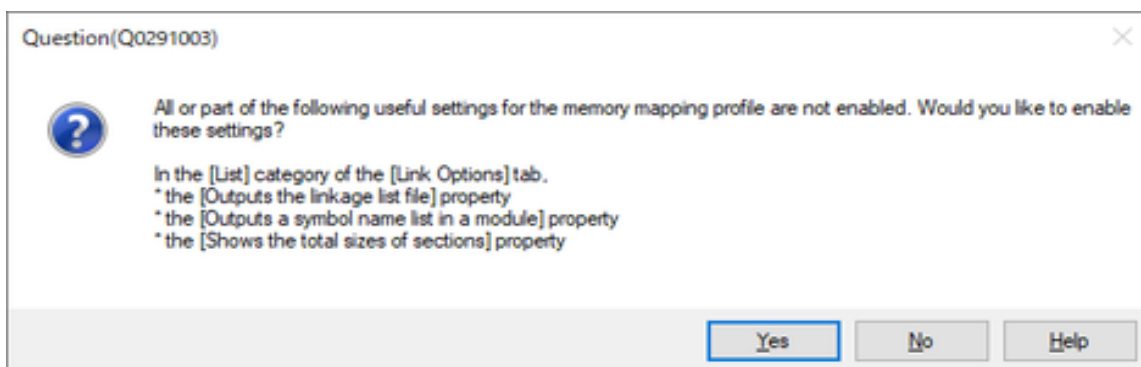 Question(Q0291003)
All or part of the following useful settings for the memory mapping profile are not enabled. Would you like to enable
these settings?
In the [List] category of the [Link Options] tab,
* the [Outputs the linkage list file] property
* the [Outputs a symbol name list in a module] property
* the [Shows the total sizes of sections] property
Yes No Help